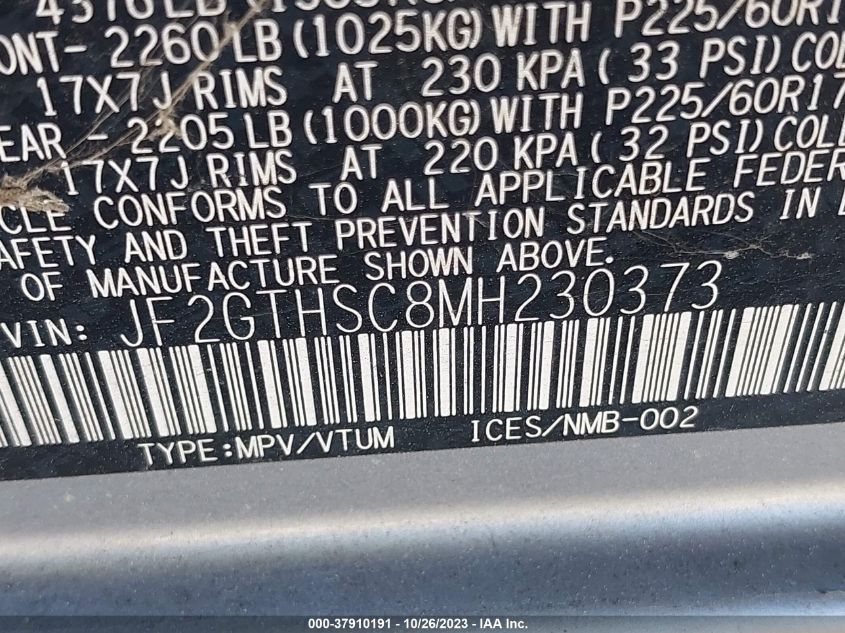 4376 LB
ONT- 2260 LB (1025KG) WITH P225/60R1
17X7J RIMS AT 230 KPA ( 33 PSI) COL
EAR - 2205 LB (1000KG) WITH P225/60R17
17X7J RIMS AT 220 KPA ( 32 PSI) COLD
CLE CONFORMS TO ALL APPLICABLE FEDER
AFETY AND THEFT PREVENTION STANDARDS IN
OF MANUFACTURE SHOWN ABOVE.
VIN: JF2GTHSC8MH230373
TYPE:MPV/VTUM ICES/NMB-002
000-37910191 - 10/26/2023 - IAA Inc.